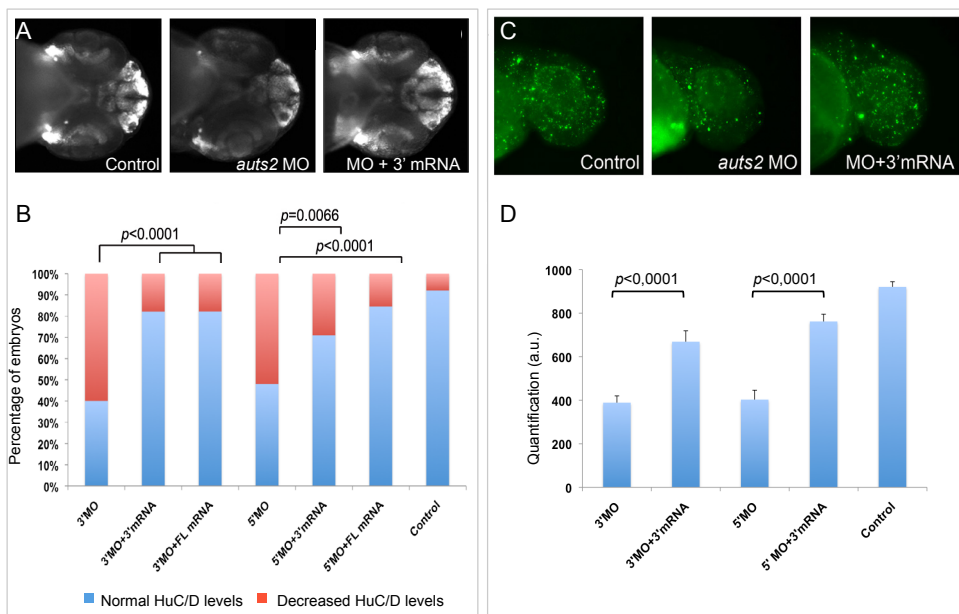 A
Control
auts2 MO
MO + 3' mRNA
B
p<0.0001
p=0.0066
p<0.0001
Percentage of embryos
100%
90%
80%
70%
60%
50%
40%
30%
20%
10%
0%
3'MO
3'MO+3'mRNA
3'MO+FL mRNA
5'MO
5'MO+3'mRNA
5'MO+FL mRNA
Control
Normal HuC/D levels
Decreased HuC/D levels
C
Control
auts2 MO
MO+3'mRNA
D
p<,0001
p<,0001
Quantification (a.u.)
1000
800
600
400
200
0
3'MO
3'MO+3'mRNA
5'MO
5' MO+3'mRNA
Control